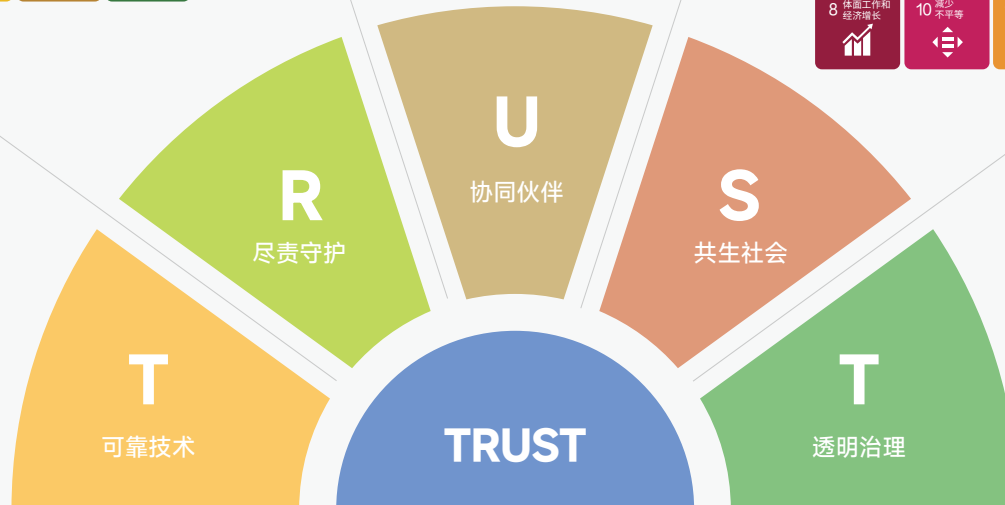 8 体面工作和
经济增长
10 减少
不平等
U
协同伙伴
R
尽责守护
S
共生社会
T
可靠技术
T
透明治理
TRUST